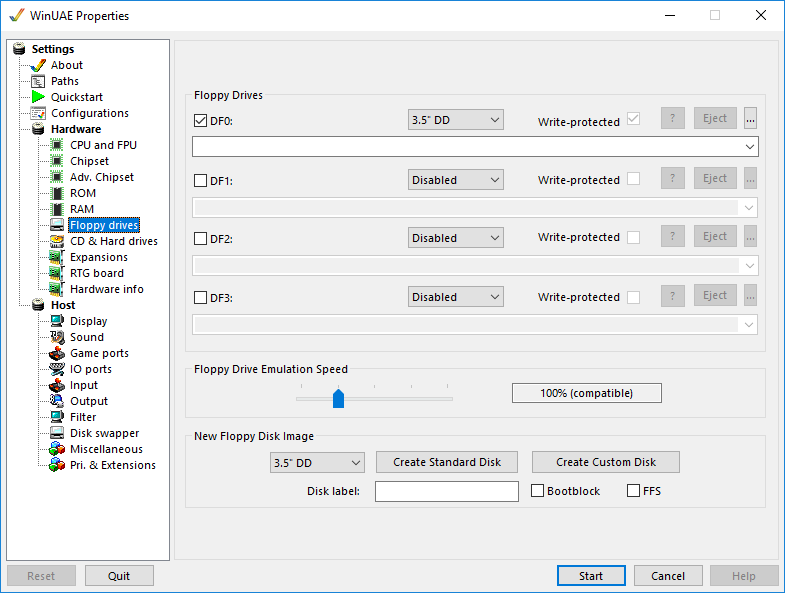 WinUAE Properties
Settings
About
Paths
Quickstart
Configurations
Hardware
CPU and FPU
Chipset
Adv. Chipset
ROM
RAM
Floppy drives
CD & Hard drives
Expansions
RTG board
Hardware info
Host
Display
Sound
Game ports
IO ports
Input
Output
Filter
Disk swapper
Miscellaneous
Pri. & Extensions
Floppy Drives
DF0: 3.5" DD Write-protected ? Eject ...
DF1: Disabled Write-protected ? Eject ...
DF2: Disabled Write-protected ? Eject ...
DF3: Disabled Write-protected ? Eject ...
Floppy Drive Emulation Speed
100% (compatible)
New Floppy Disk Image
3.5" DD Create Standard Disk Create Custom Disk
Disk label: Bootblock FFS
Reset Quit Start Cancel Help